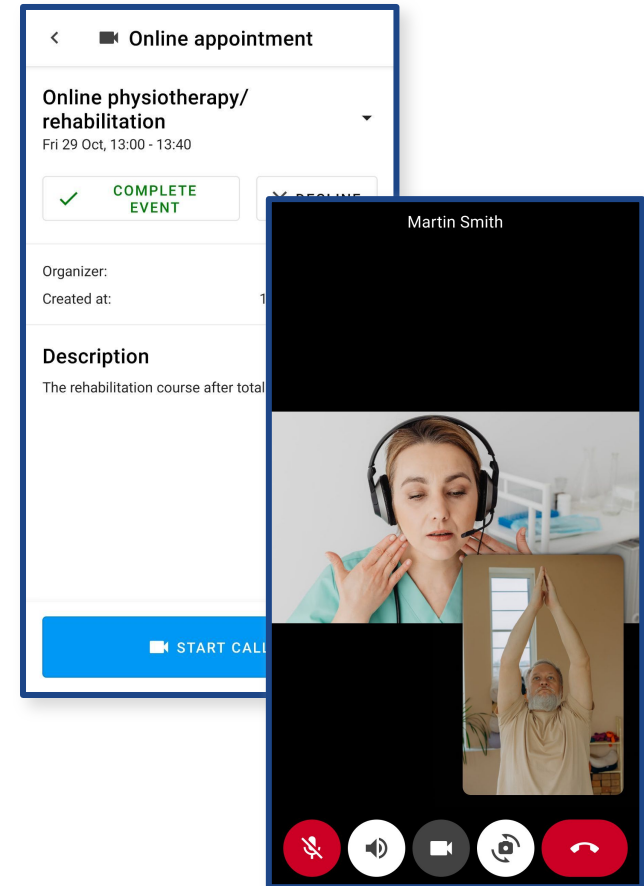 Online appointment
Online physiotherapy/
rehabilitation
Fri 29 Oct, 13:00 - 13:40
COMPLETE
EVENT
Organizer:
Created at:
1
Description
The rehabilitation course after total
START CALL
Martin Smith